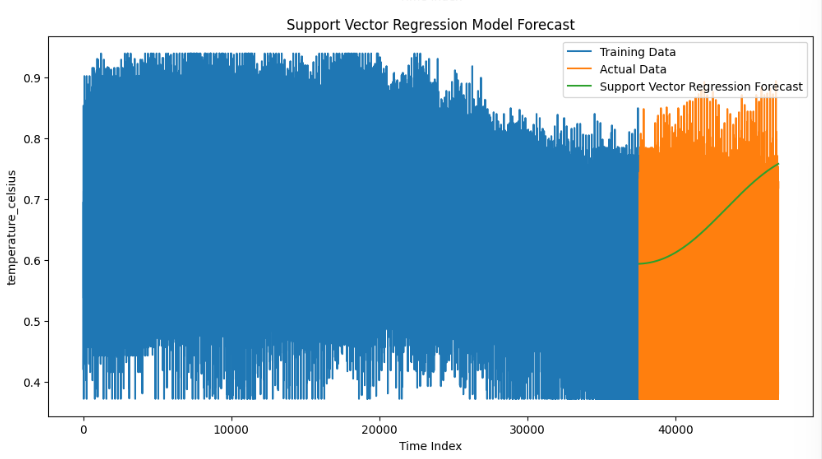 Support Vector Regression Model Forecast
Training Data
Actual Data
Support Vector Regression Forecast
temperature_celsius
0.9
0.8
0.7
0.6
0.5
0.4
0 10000 20000 30000 40000
Time Index